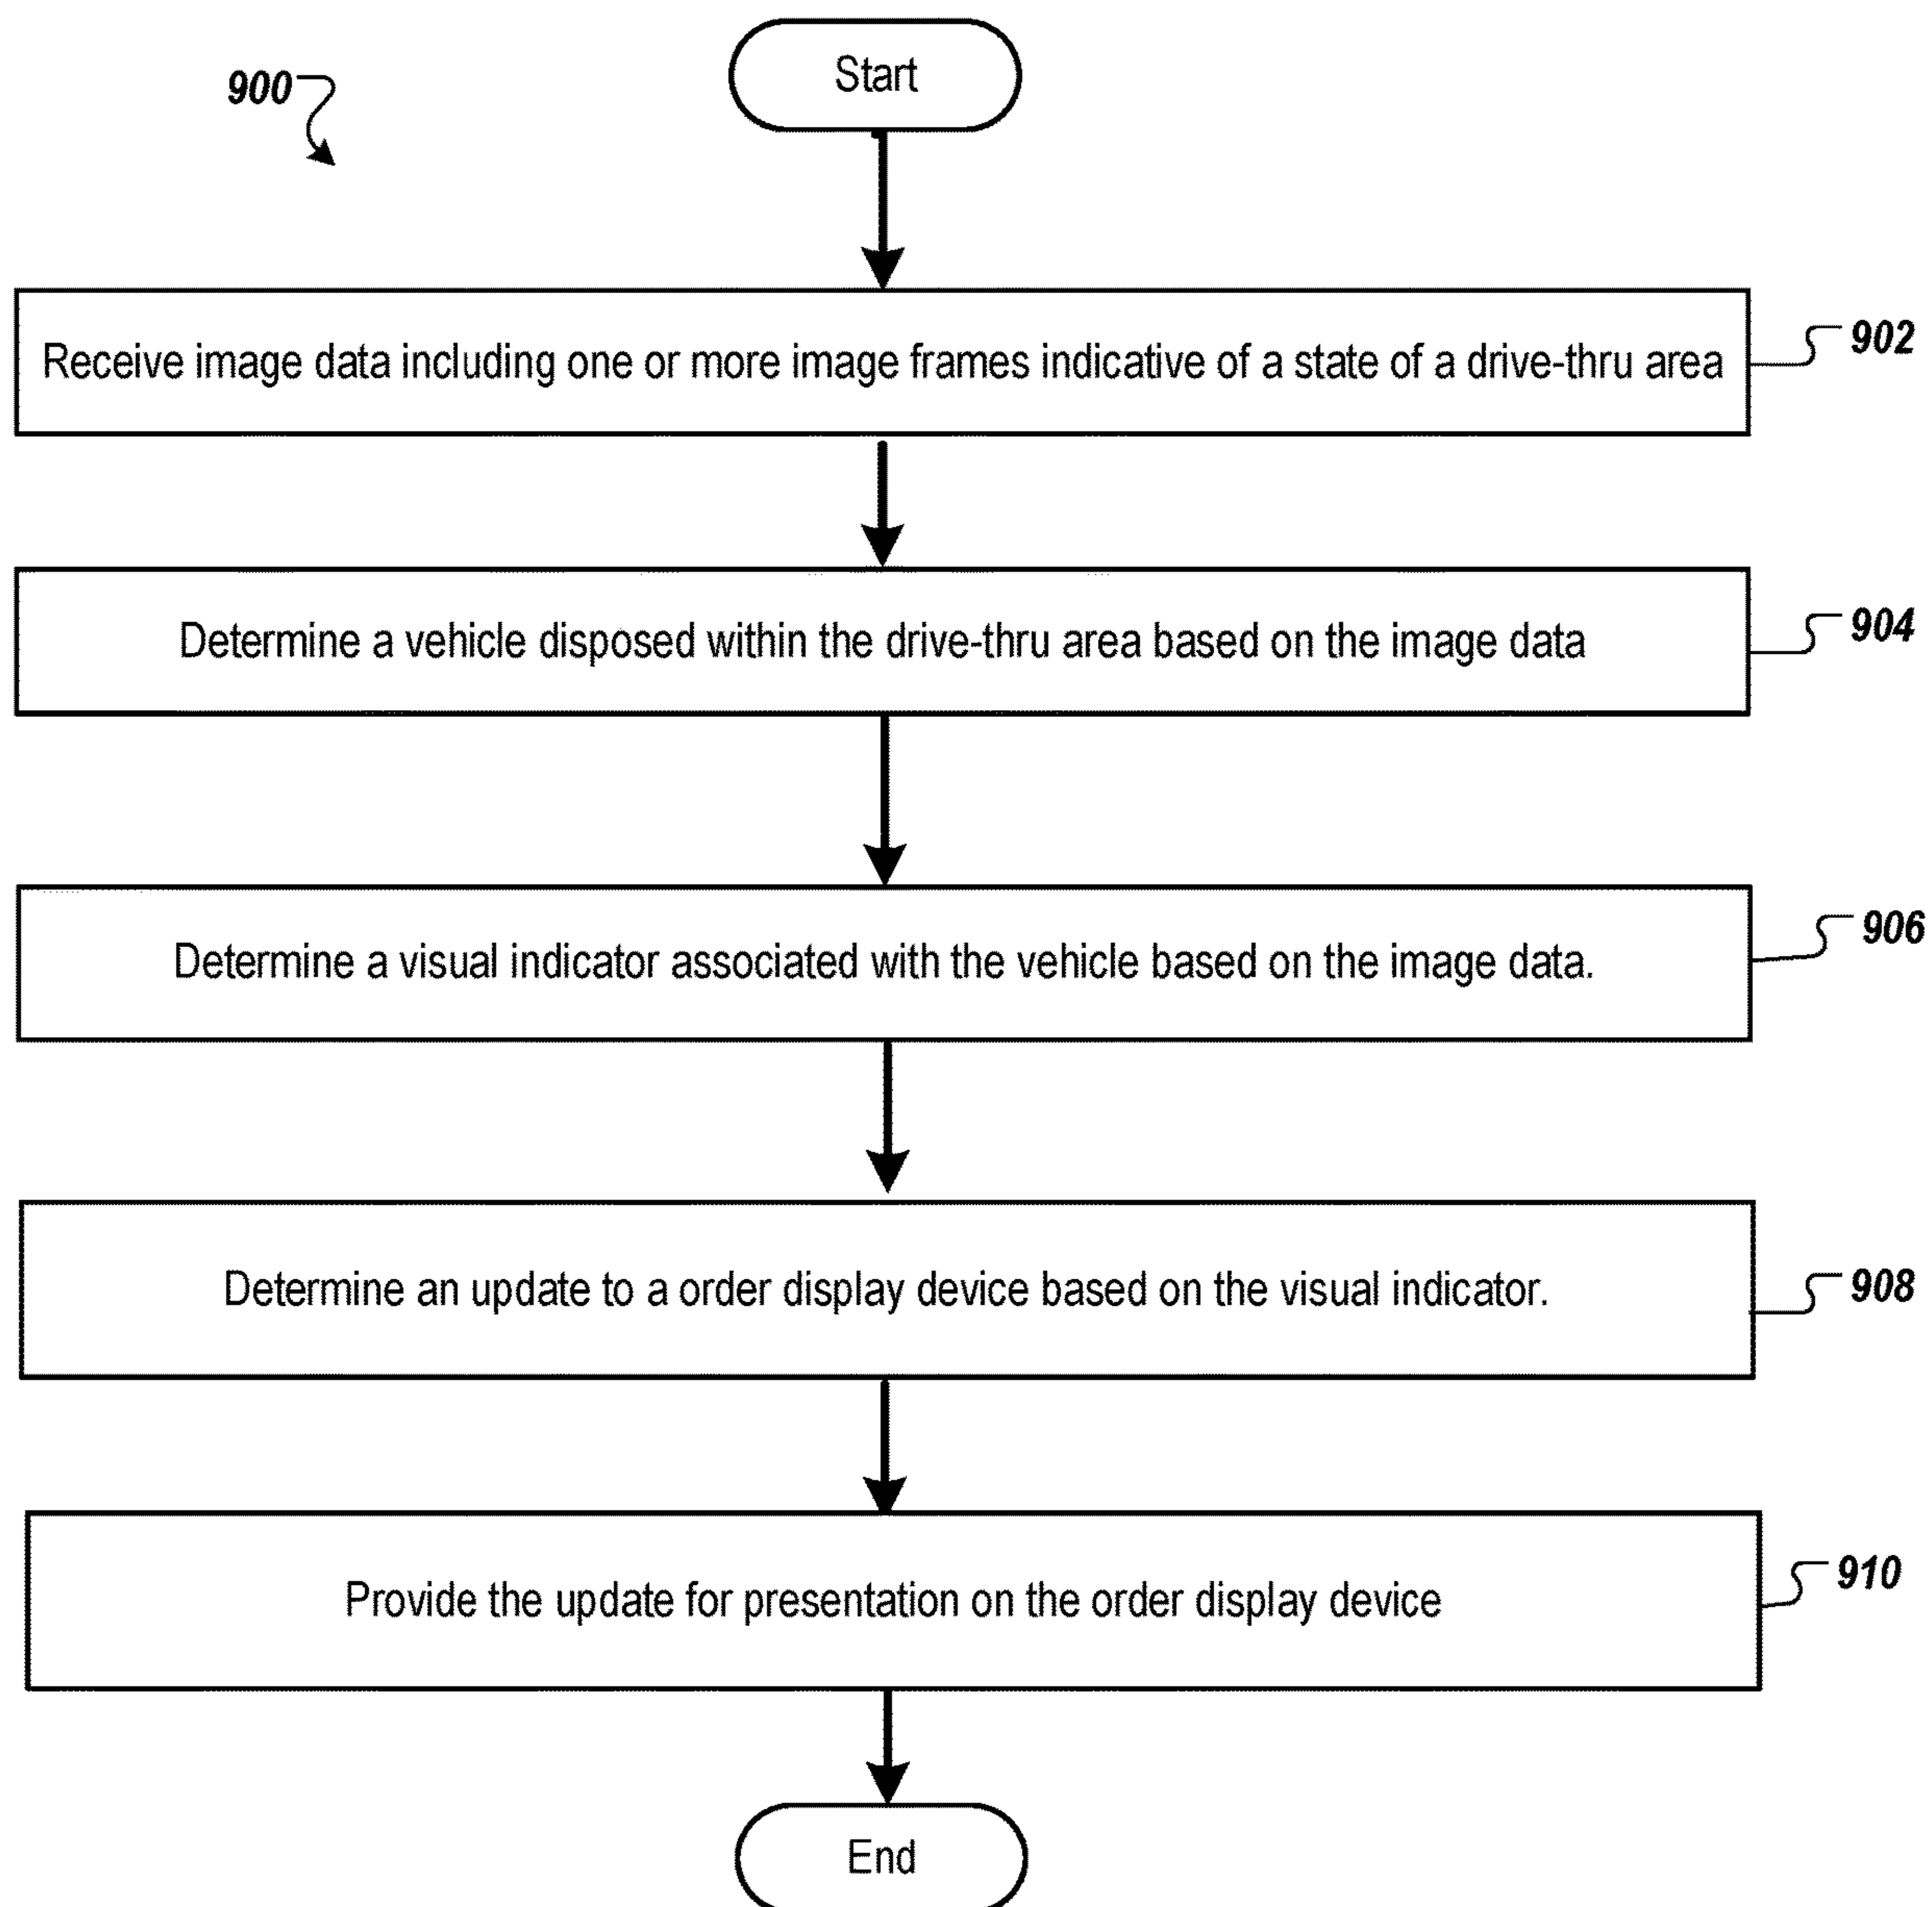 Start
900
Receive image data including one or more image frames indicative of a state of a drive-thru area
902
Determine a vehicle disposed within the drive-thru area based on the image data
904
Determine a visual indicator associated with the vehicle based on the image data.
906
Determine an update to a order display device based on the visual indicator.
908
Provide the update for presentation on the order display device
910
End